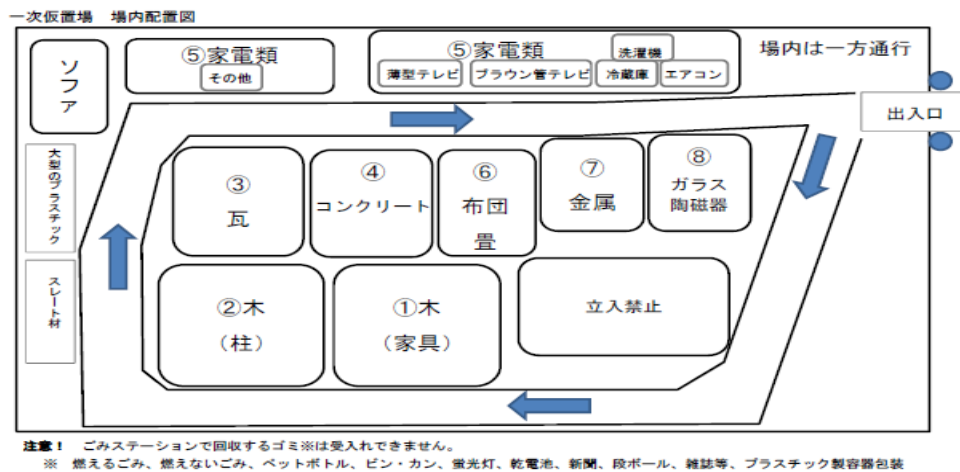 一次仮置場　場内配置図
ソファ
⑤家電類
その他
⑤家電類
洗濯機
薄型テレビ
ブラウン管テレビ
冷蔵庫
エアコン
場内は一方通行
出入口
大型のプラスチック
スレート材
③
瓦
④
コンクリート
⑥
布団
畳
⑦
金属
⑧
ガラス
陶磁器
②木
（柱）
①木
（家具）
立入禁止
注意！　ごみステーションで回収するゴミ※は受入れできません。
※　燃えるごみ、燃えないごみ、ペットボトル、ビン・カン、蛍光灯、乾電池、新聞、段ボール、雑誌等、プラスチック製容器包装